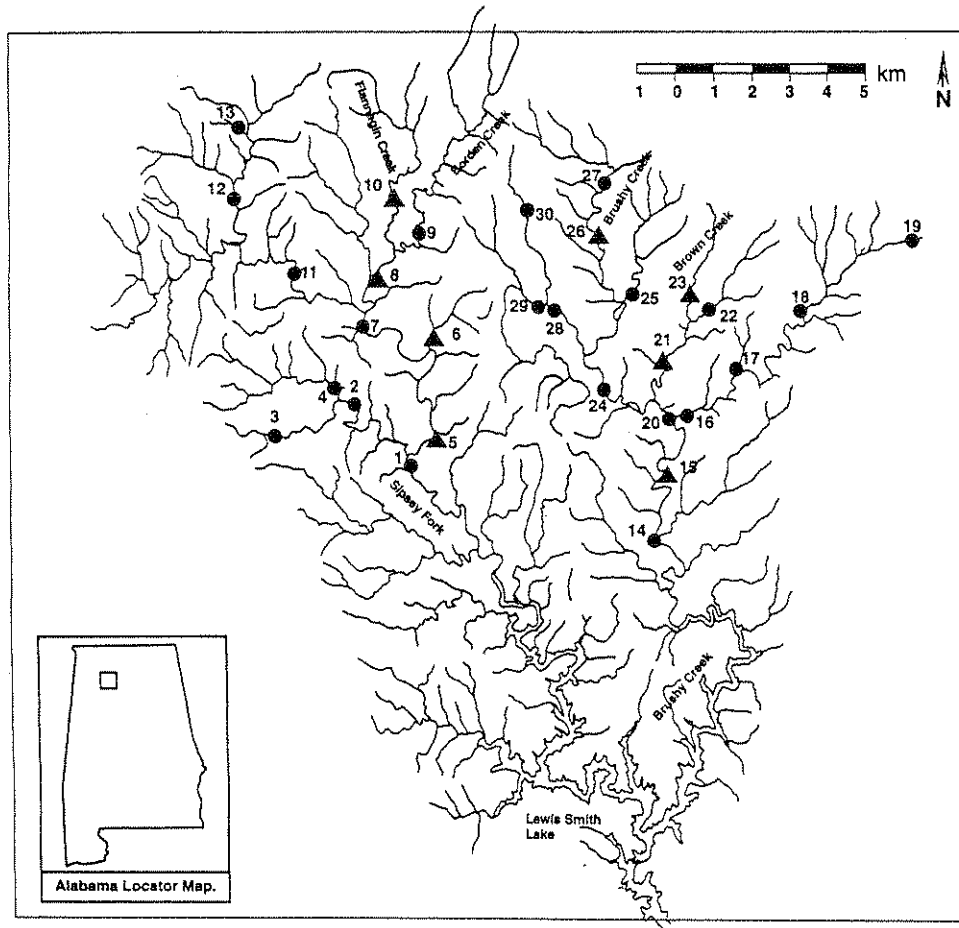 1 0 1 2 3 4 5 km
N
13
Flannagin Creek
Borden Creek
27
12
10
Brushy Creek
30
9
26
19
Brown Creek
11
8
23
29
28
25
22
18
7
6
21
17
4
2
24
3
20
16
5
1
15
Sipsey Fork
14
Brushy Creek
Lewis Smith
Lake
Alabama Locator Map.